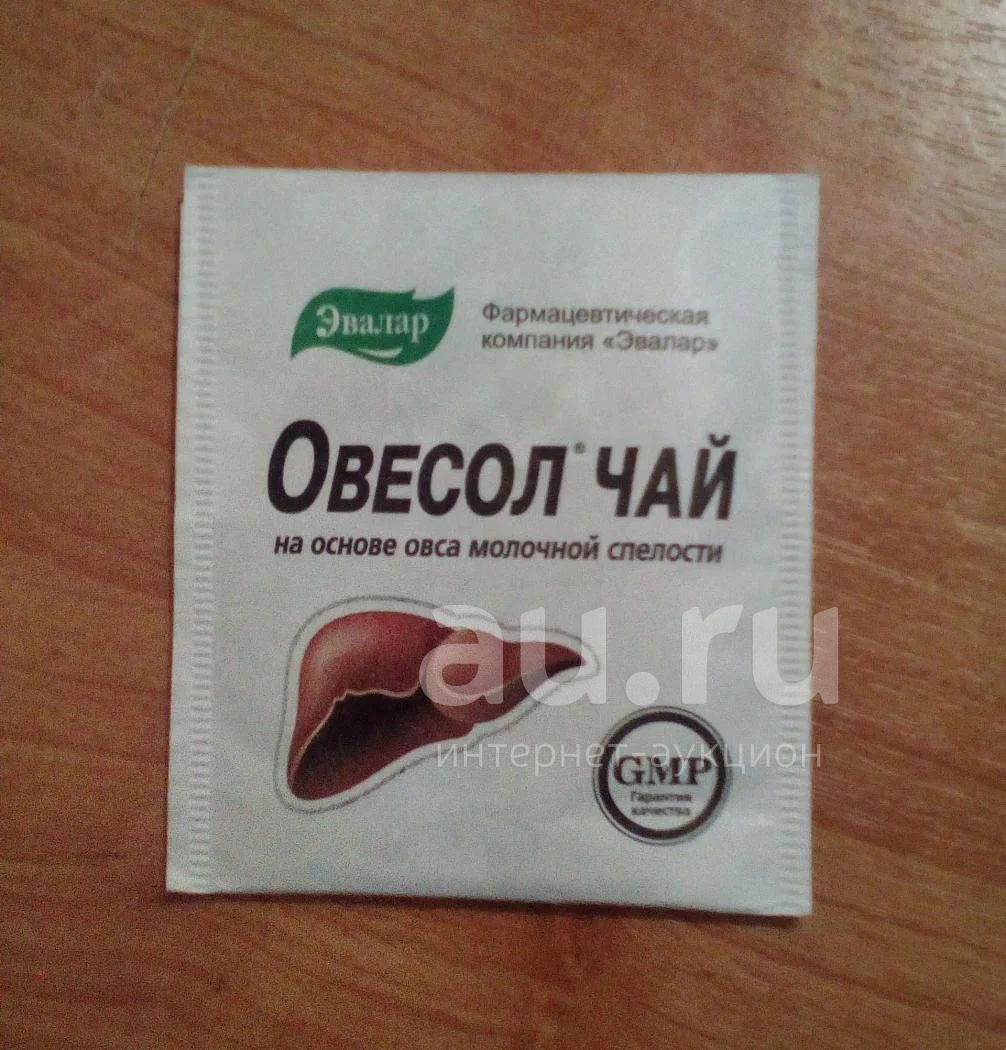 Эвалар
Фармацевтическая
компания «Эвалар»
ОВЕСОЛ® ЧАЙ
на основе овса молочной спелости
au.ru
интернет-аукцион
GMP
Гарантия
качества